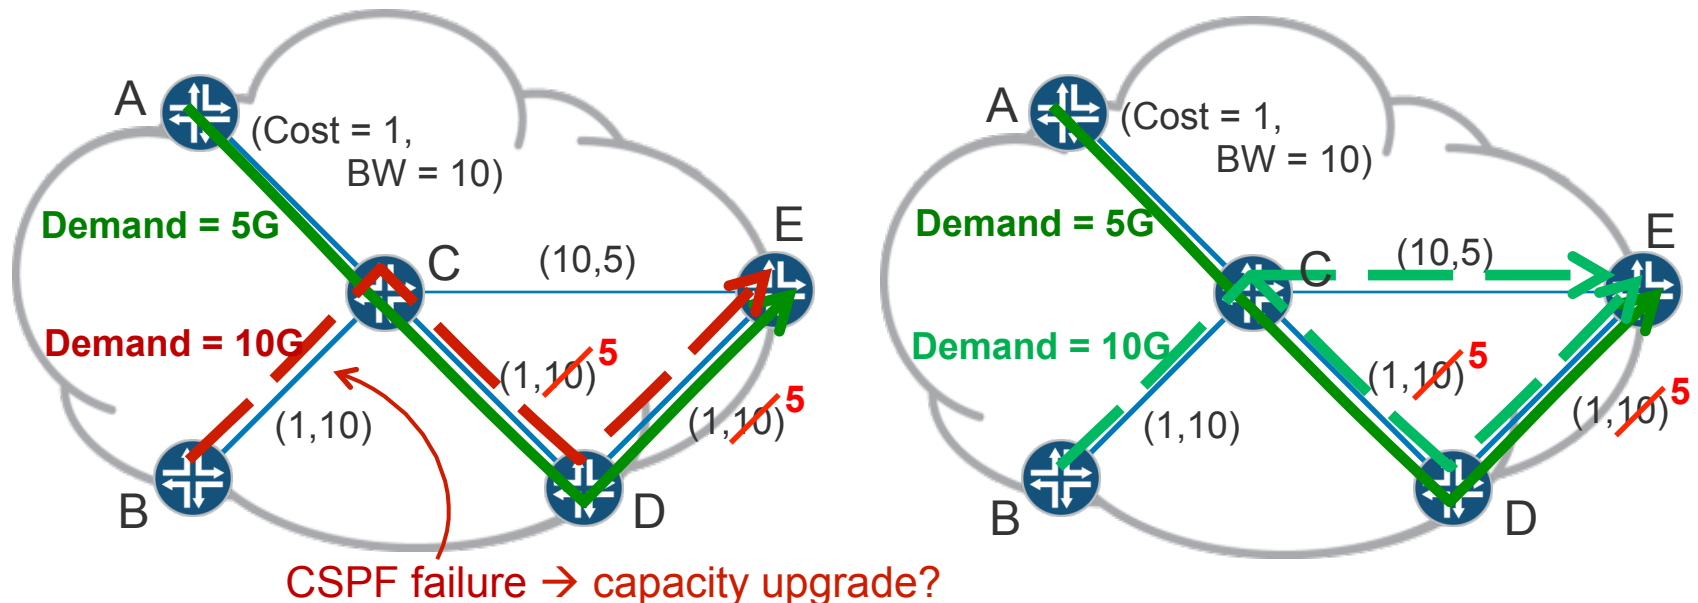 A
(Cost = 1,
BW = 10)
Demand = 5G
E
C
(10,5)
Demand = 10G
(1,10) 5
(1,10)
(1,10) 5
B
D
CSPF failure → capacity upgrade?
A
(Cost = 1,
BW = 10)
Demand = 5G
E
C
(10,5)
Demand = 10G
(1,10) 5
(1,10)
(1,10) 5
B
D